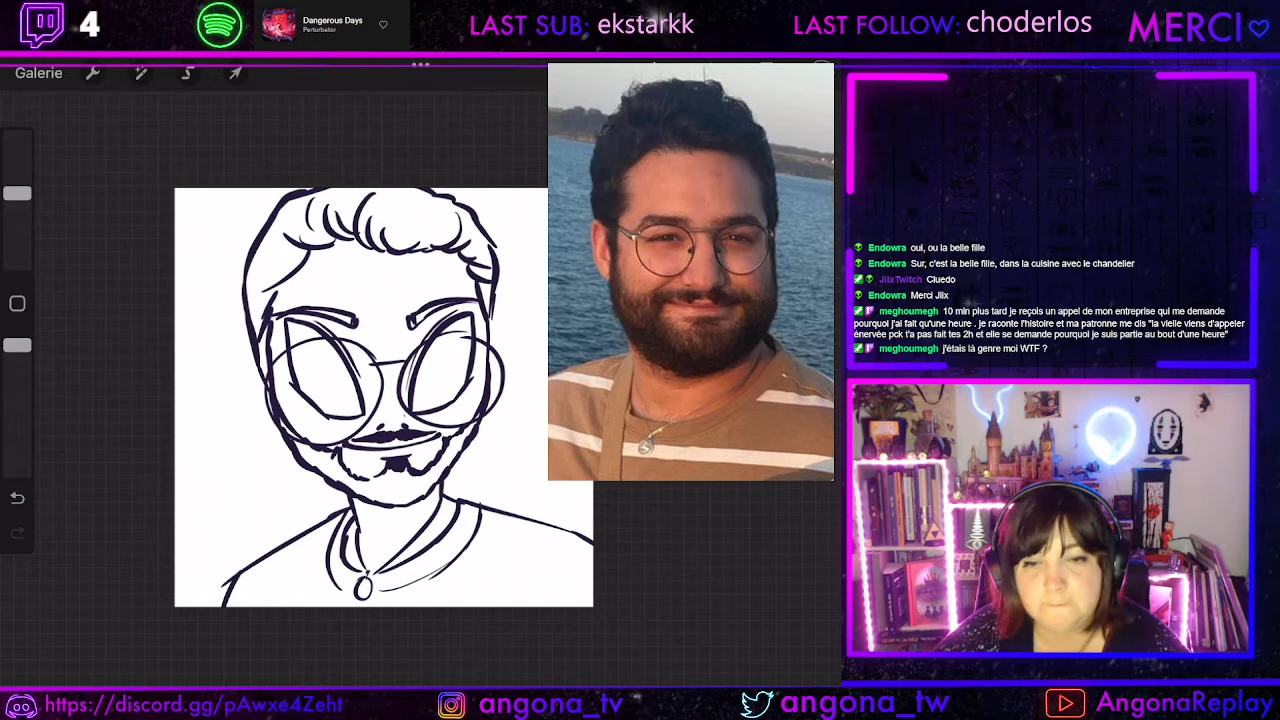 4
Dangerous Days
Perturbator
LAST SUB: ekstarkk
LAST FOLLOW: choderlos
MERCI
Galerie
Endowra oui, ou la belle fille
Endowra Sur, c'est la belle fille, dans la cuisine avec le chandelier
JiixTwitch Cluedo
Endowra Merci Jiix
meghoumegh 10 min plus tard je reçois un appel de mon entreprise qui me demande
pourquoj j'ai fait qu'une heure . je raconte l'histoire et ma patronne me dis "la vielle viens d'appeler
énervée pck t'a pas fait tes 2h et elle se demande pourquoi je suis partie au bout d'une heure"
meghoumegh j'étais là genre moi WTF ?
https://discord.gg/pAwxe4Zeht
angona_tv
angona_tw
AngonaReplay